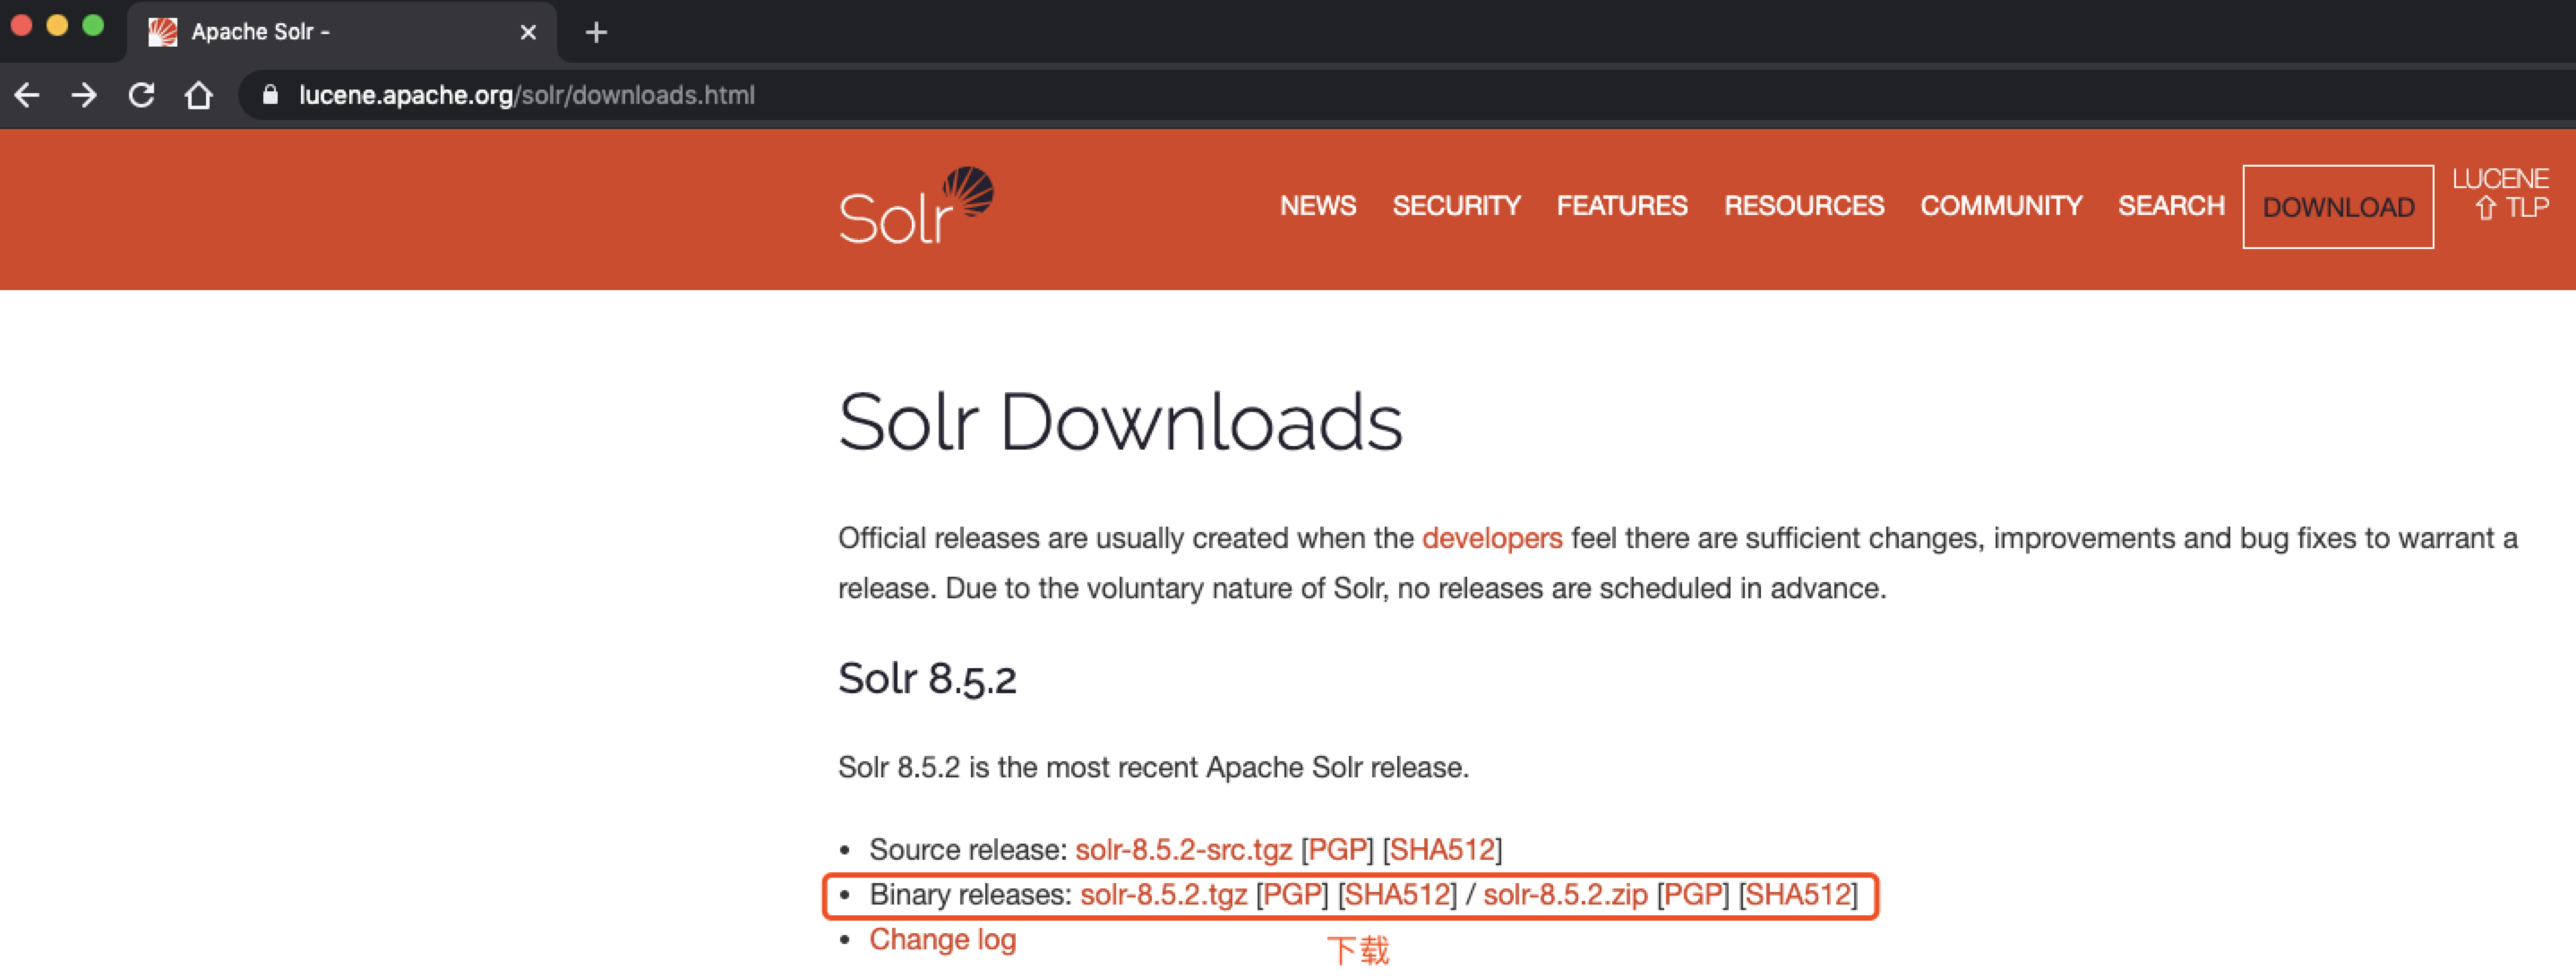 Apache Solr -
lucene.apache.org/solr/downloads.html
Solr
NEWS SECURITY FEATURES RESOURCES COMMUNITY SEARCH DOWNLOAD LUCENE
⇧ TLP
Solr Downloads
Official releases are usually created when the developers feel there are sufficient changes, improvements and bug fixes to warrant a
release. Due to the voluntary nature of Solr, no releases are scheduled in advance.
Solr 8.5.2
Solr 8.5.2 is the most recent Apache Solr release.
• Source release: solr-8.5.2-src.tgz [PGP] [SHA512]
• Binary releases: solr-8.5.2.tgz [PGP] [SHA512] / solr-8.5.2.zip [PGP] [SHA512]
• Change log
下载